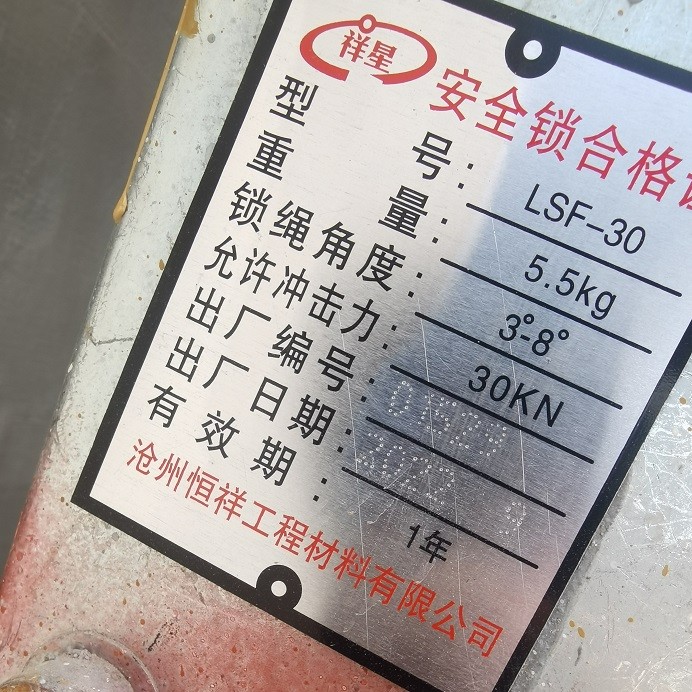 祥星
安全锁合格
型号: LSF-30
重量: 5.5kg
锁绳角度: 3°-8°
允许冲击力: 30KN
出厂编号:
出厂日期:
有效期: 1年
沧州恒祥工程材料有限公司